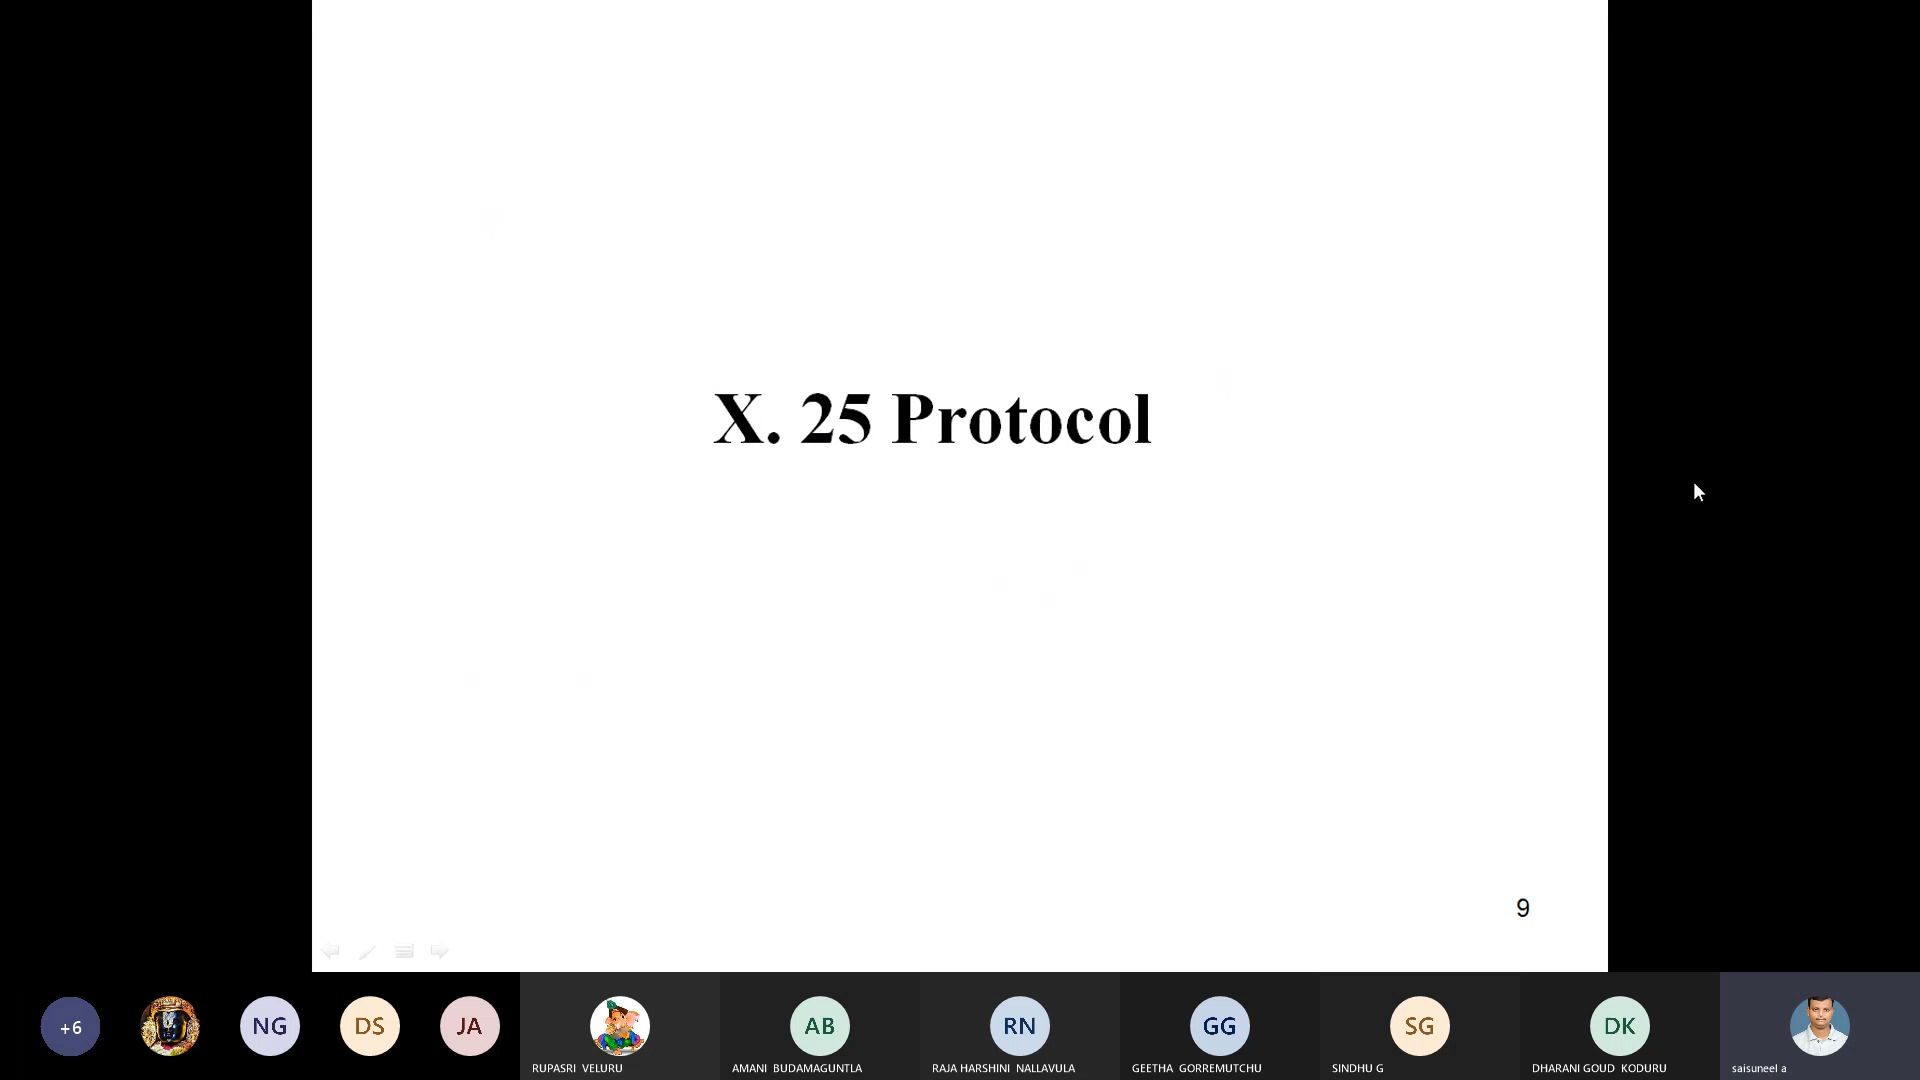 X. 25 Protocol
9
+6
NG
DS
JA
RUPASRI VELURU
AB
AMANI BUDAMAGUNTLA
RN
RAJA HARSHINI NALLAVULA
GG
GEETHA GORREMUTCHU
SG
SINDHU G
DK
DHARANI GOUD KODURU
saisuneel a